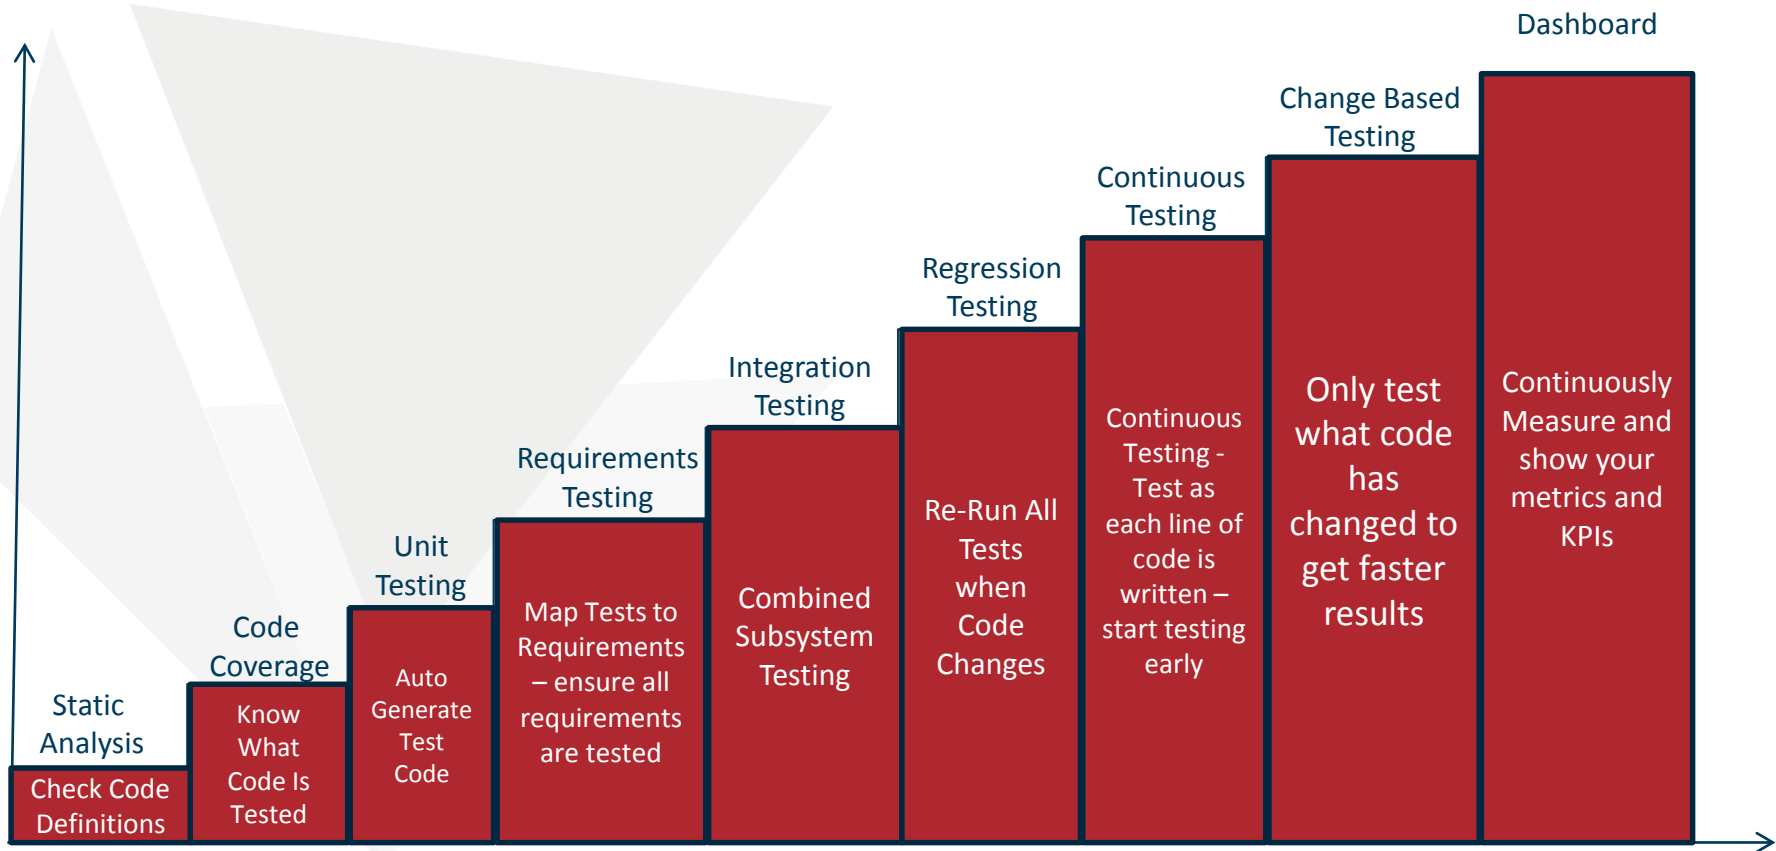 Static
Analysis
Check Code
Definitions
Code
Coverage
Know
What
Code Is
Tested
Unit
Testing
Auto
Generate
Test
Code
Requirements
Testing
Map Tests to
Requirements
– ensure all
requirements
are tested
Integration
Testing
Combined
Subsystem
Testing
Regression
Testing
Re-Run All
Tests
when
Code
Changes
Continuous
Testing
Continuous
Testing -
Test as
each line of
code is
written –
start testing
early
Change Based
Testing
Only test
what code
has
changed to
get faster
results
Dashboard
Continuously
Measure and
show your
metrics and
KPIs